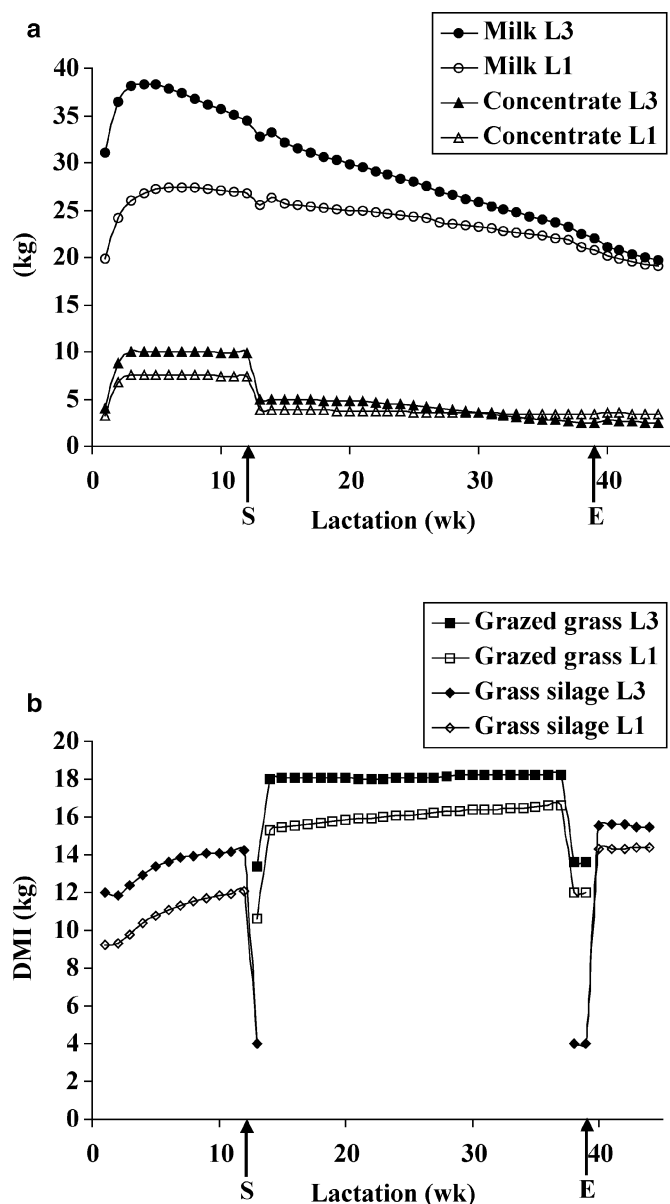 a
Milk L3
Milk L1
Concentrate L3
Concentrate L1
40
35
30
25
20
15
10
5
0
(kg)
0 10 20 30 40
S E
Lactation (wk)
Grazed grass L3
Grazed grass L1
Grass silage L3
Grass silage L1
b
20
18
16
14
12
10
8
6
4
2
0
DMI (kg)
0 10 20 30 40
S E
Lactation (wk)